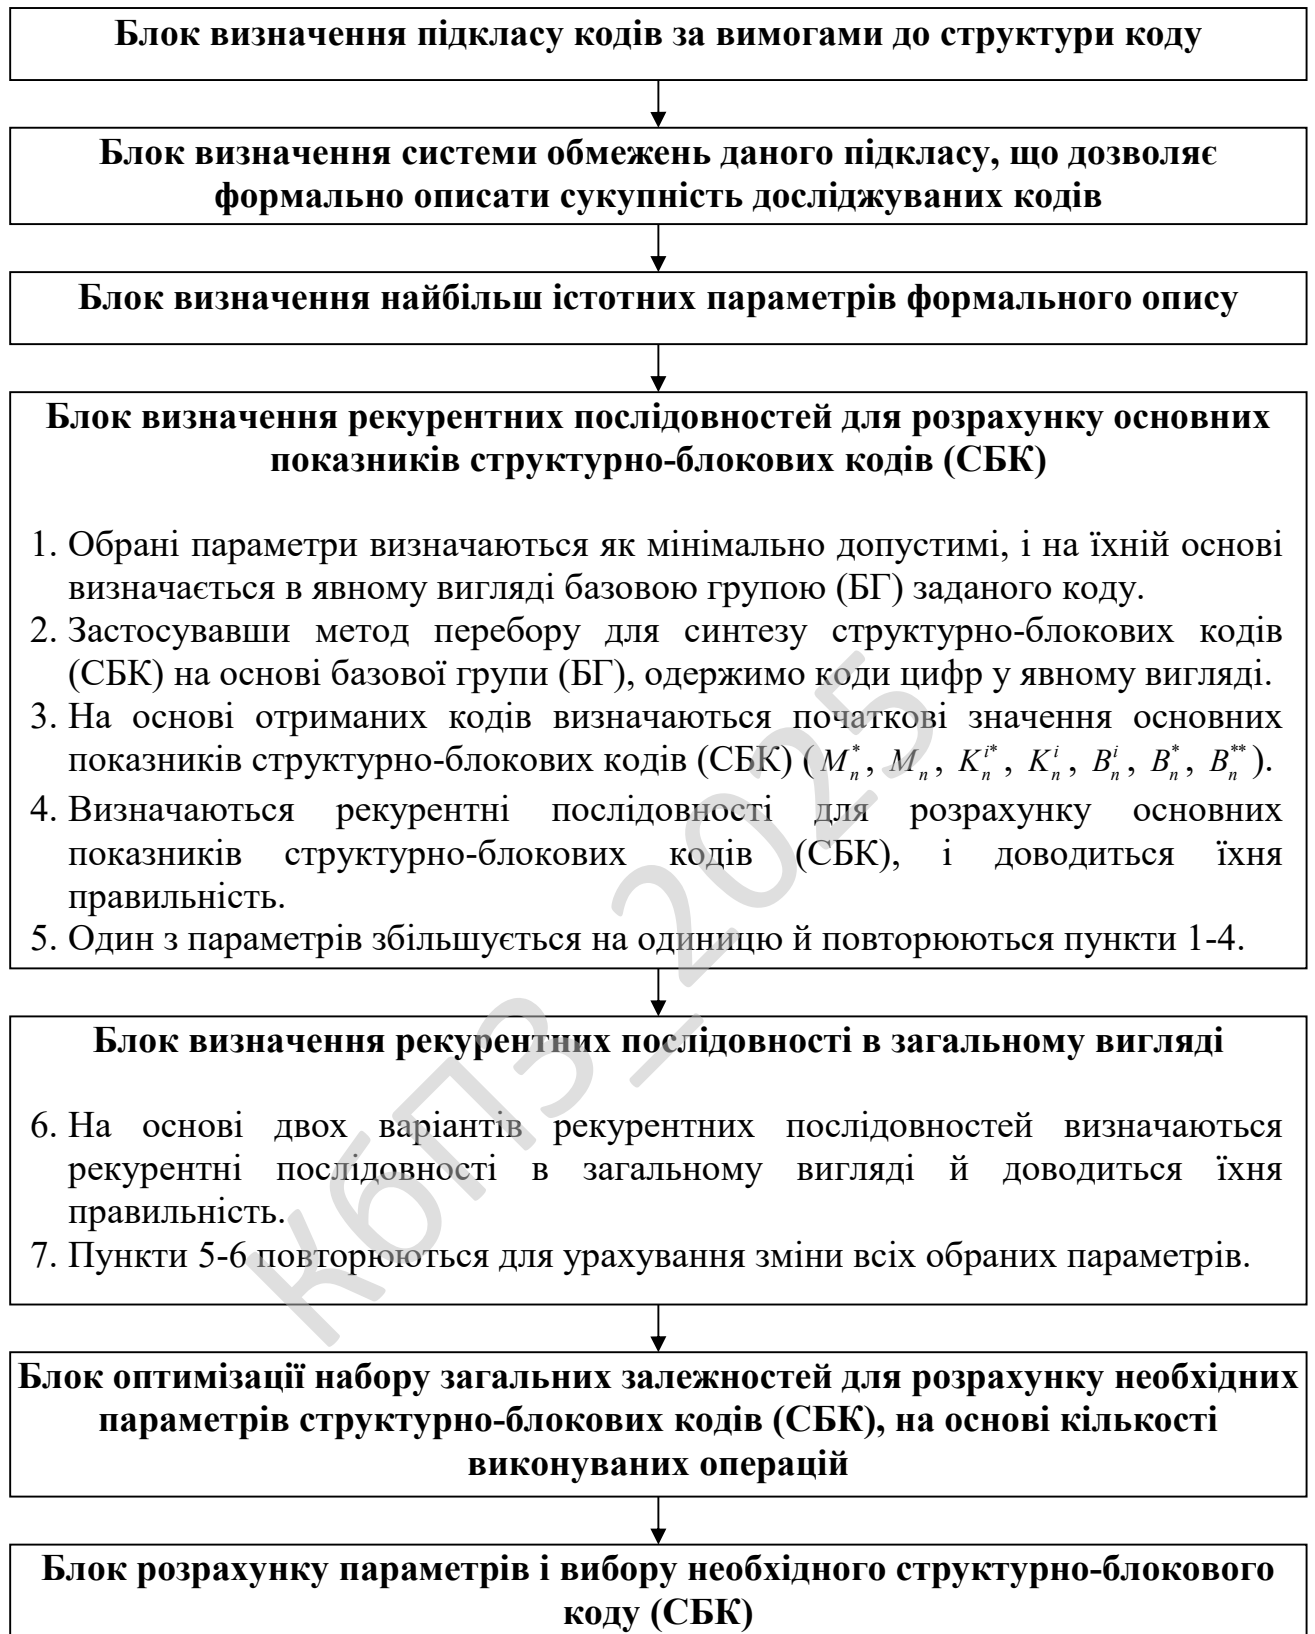 Блок визначення підкласу кодів за вимогами до структури коду
Блок визначення системи обмежень даного підкласу, що дозволяє
формально описати сукупність досліджуваних кодів
Блок визначення найбільш істотних параметрів формального опису
Блок визначення рекурентних послідовностей для розрахунку основних
показників структурно-блокових кодів (СБК)
1. Обрані параметри визначаються як мінімально допустимі, і на їхній основі
визначається в явному вигляді базовою групою (БГ) заданого коду.
2. Застосувавши метод перебору для синтезу структурно-блокових кодів
(СБК) на основі базової групи (БГ), одержимо коди цифр у явному вигляді.
3. На основі отриманих кодів визначаються початкові значення основних
показників структурно-блокових кодів (СБК) ( M_n^*, M_n, K_n^{i*}, K_n^i, B_n^i, B_n^*, B_n^{**} ).
4. Визначаються рекурентні послідовності для розрахунку основних
показників структурно-блокових кодів (СБК), і доводиться їхня
правильність.
5. Один з параметрів збільшується на одиницю й повторюються пункти 1-4.
Блок визначення рекурентних послідовності в загальному вигляді
6. На основі двох варіантів рекурентних послідовностей визначаються
рекурентні послідовності в загальному вигляді й доводиться їхня
правильність.
7. Пункти 5-6 повторюються для урахування зміни всіх обраних параметрів.
Блок оптимізації набору загальних залежностей для розрахунку необхідних
параметрів структурно-блокових кодів (СБК), на основі кількості
виконуваних операцій
Блок розрахунку параметрів і вибору необхідного структурно-блокового
коду (СБК)
КбПЗ_2025